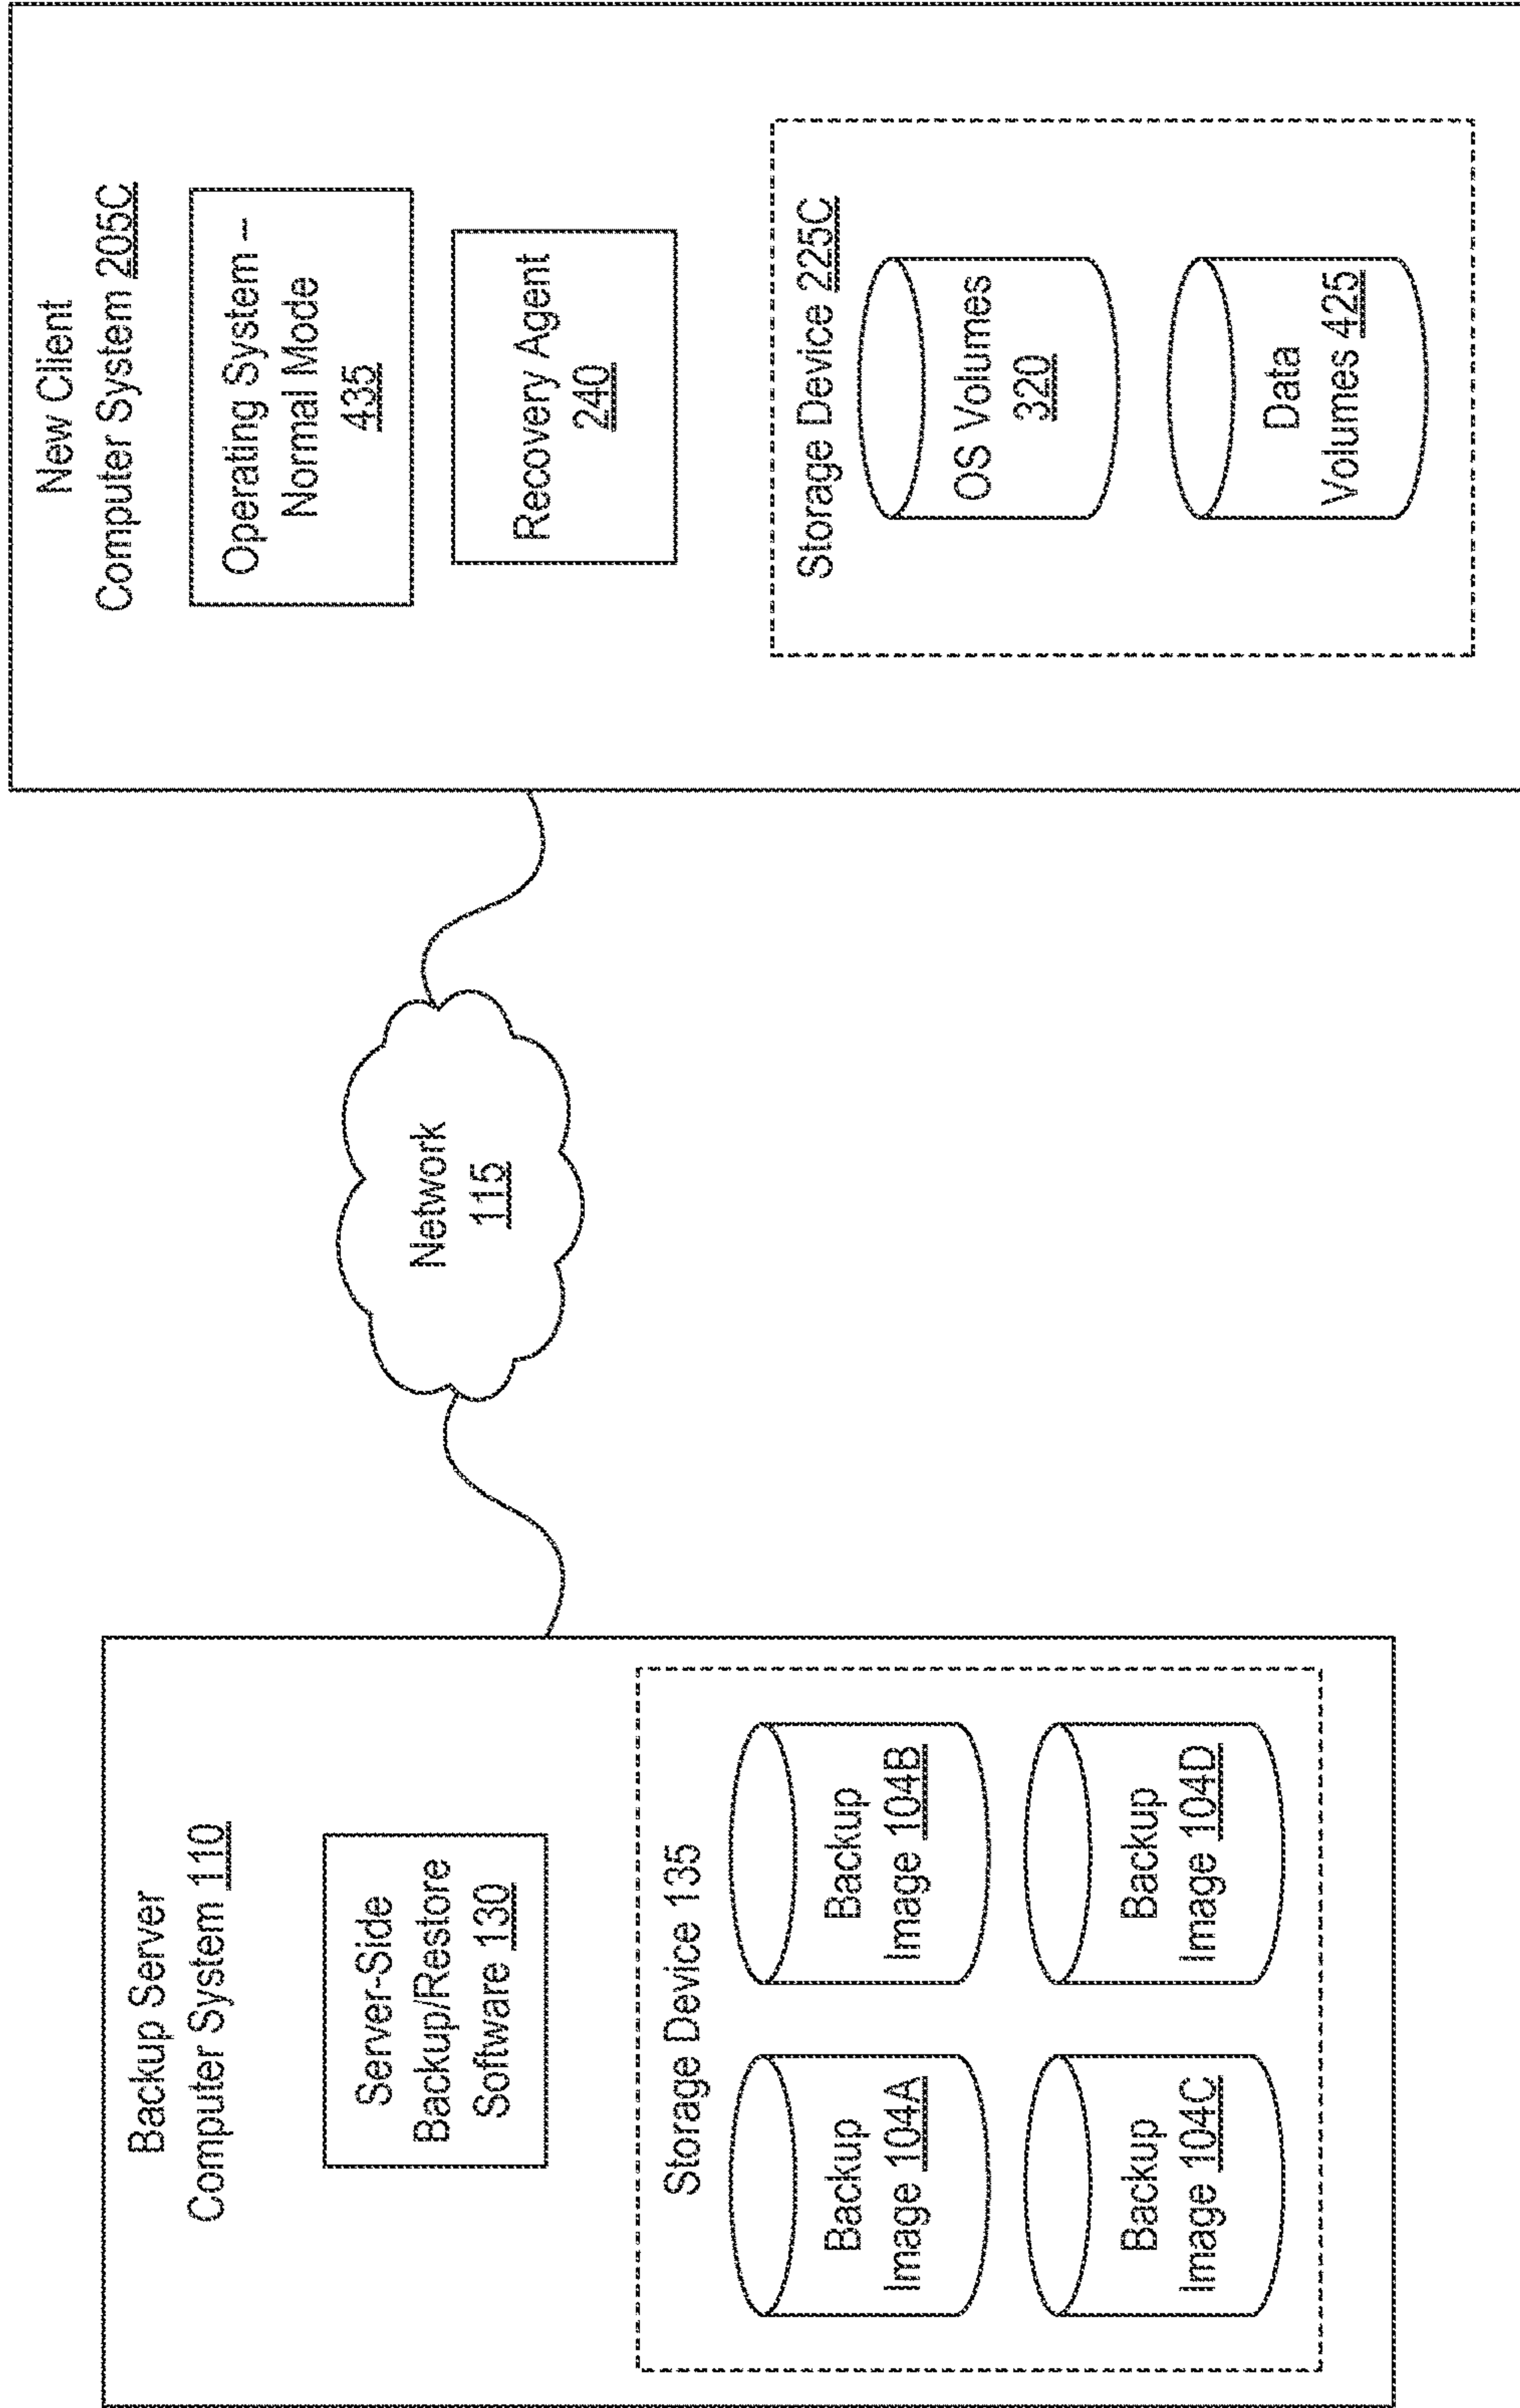 Backup Server
Computer System 110
Server-Side
Backup/Restore
Software 130
Storage Device 135
Backup
Image 104A
Backup
Image 104B
Backup
Image 104C
Backup
Image 104D
Network
115
New Client
Computer System 205C
Operating System –
Normal Mode
435
Recovery Agent
240
Storage Device 225C
OS Volumes
320
Data
Volumes 425